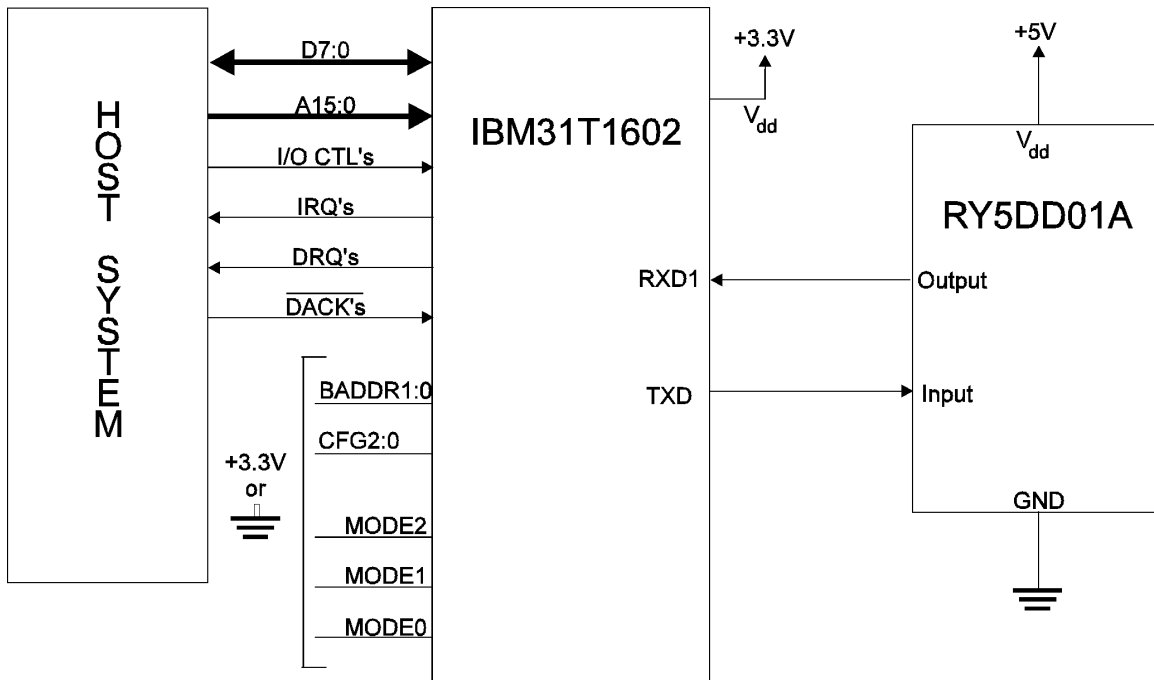 HOST SYSTEM
D7:0
A15:0
I/O CTL's
IRQ's
DRQ's
DACK's
BADDR1:0
CFG2:0
+3.3V
or
MODE2
MODE1
MODE0
IBM31T1602
+3.3V
Vdd
RXD1
TXD
+5V
Vdd
RY5DD01A
Output
Input
GND